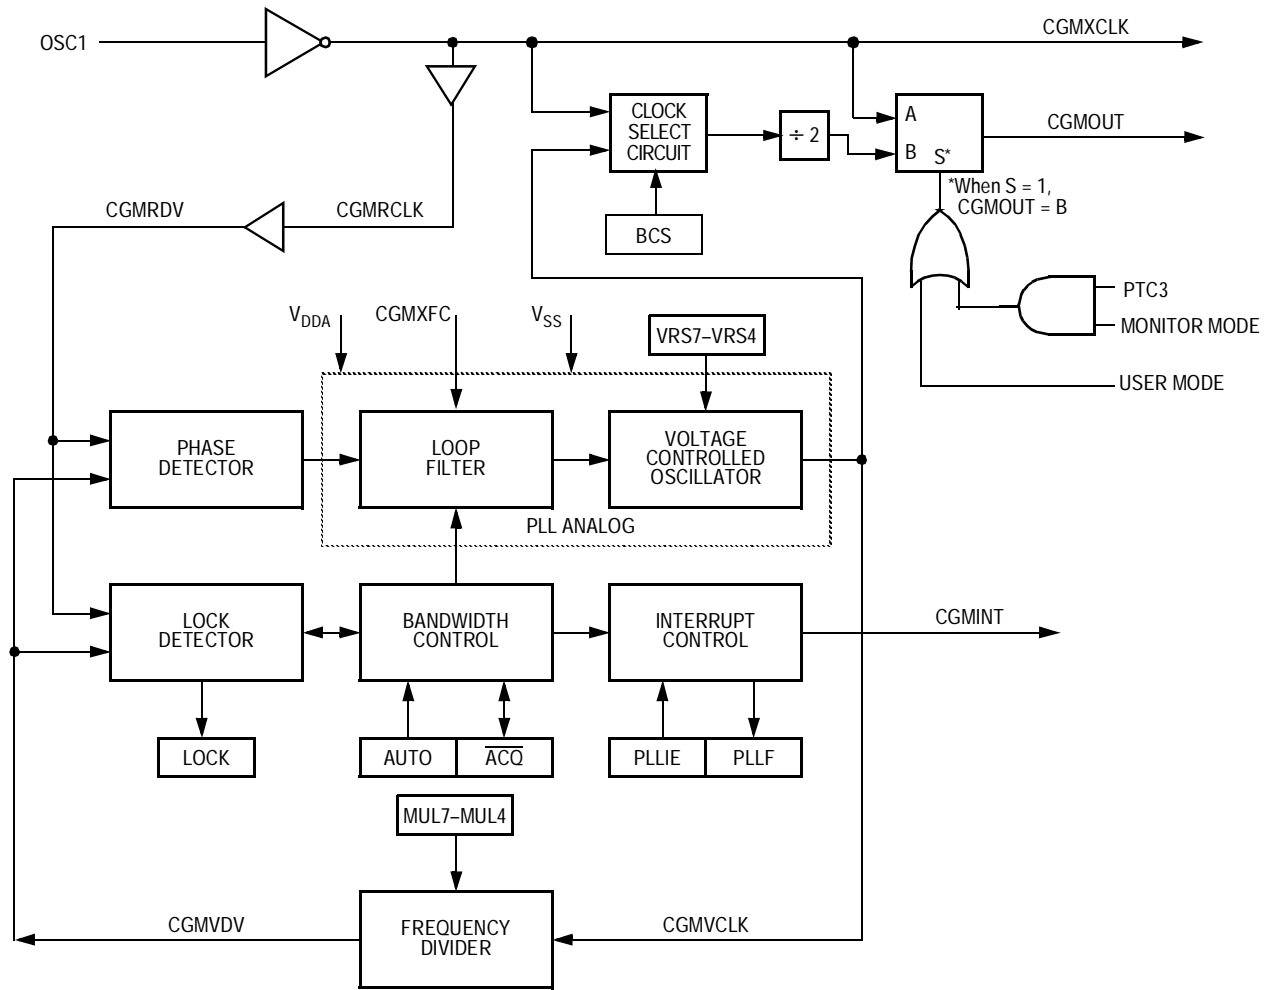 OSC1
CGMXCLK
CLOCK
SELECT
CIRCUIT
÷ 2
A
B
S*
CGMOUT
*When S = 1,
CGMOUT = B
BCS
CGMRDV
CGMRCLK
PTC3
MONITOR MODE
USER MODE
VDDA
CGMXFC
VSS
VRS7–VRS4
PHASE
DETECTOR
LOOP
FILTER
VOLTAGE
CONTROLLED
OSCILLATOR
PLL ANALOG
LOCK
DETECTOR
BANDWIDTH
CONTROL
INTERRUPT
CONTROL
CGMINT
LOCK
AUTO
ACQ
PLLIE
PLLF
MUL7–MUL4
CGMVDV
FREQUENCY
DIVIDER
CGMVCLK